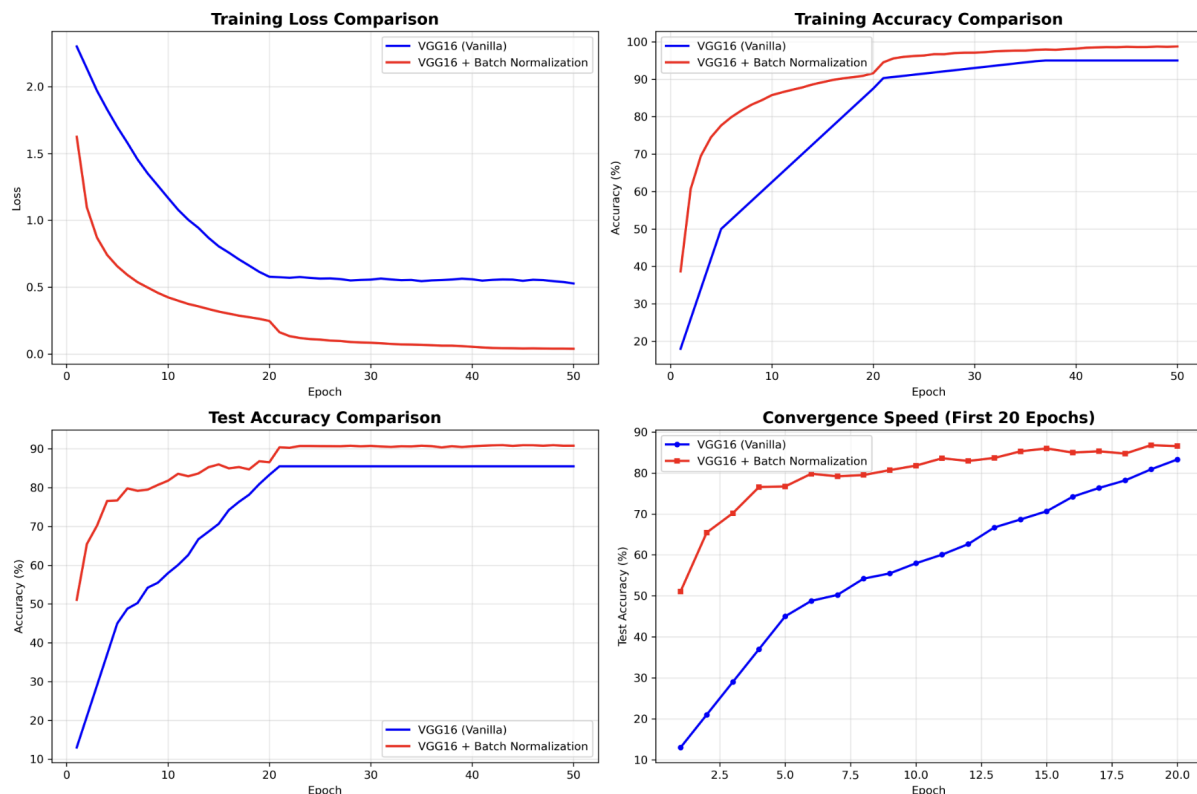 Training Loss Comparison
VGG16 (Vanilla)
VGG16 + Batch Normalization
Loss
2.0
1.5
1.0
0.5
0.0
0 10 20 30 40 50
Epoch
Training Accuracy Comparison
VGG16 (Vanilla)
VGG16 + Batch Normalization
Accuracy (%)
100
90
80
70
60
50
40
30
20
0 10 20 30 40 50
Epoch
Test Accuracy Comparison
Accuracy (%)
90
80
70
60
50
40
30
20
10
VGG16 (Vanilla)
VGG16 + Batch Normalization
0 10 20 30 40 50
Epoch
Convergence Speed (First 20 Epochs)
VGG16 (Vanilla)
VGG16 + Batch Normalization
Test Accuracy (%)
90
80
70
60
50
40
30
20
10
2.5 5.0 7.5 10.0 12.5 15.0 17.5 20.0
Epoch